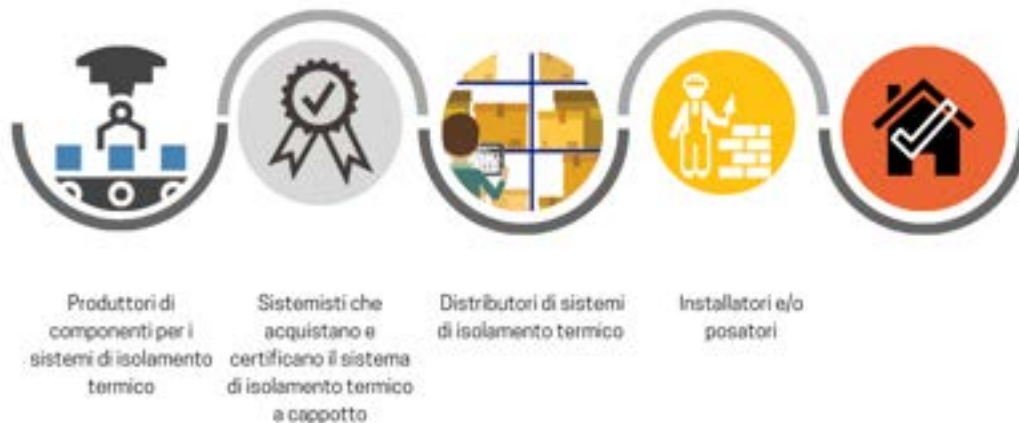 Produttori di
componenti per i
sistemi di isolamento
termico
Sistemisti che
acquistano e
certificano il sistema
di isolamento termico
a cappotto
Distributori di sistemi
di isolamento termico
Installatori e/o
posatori